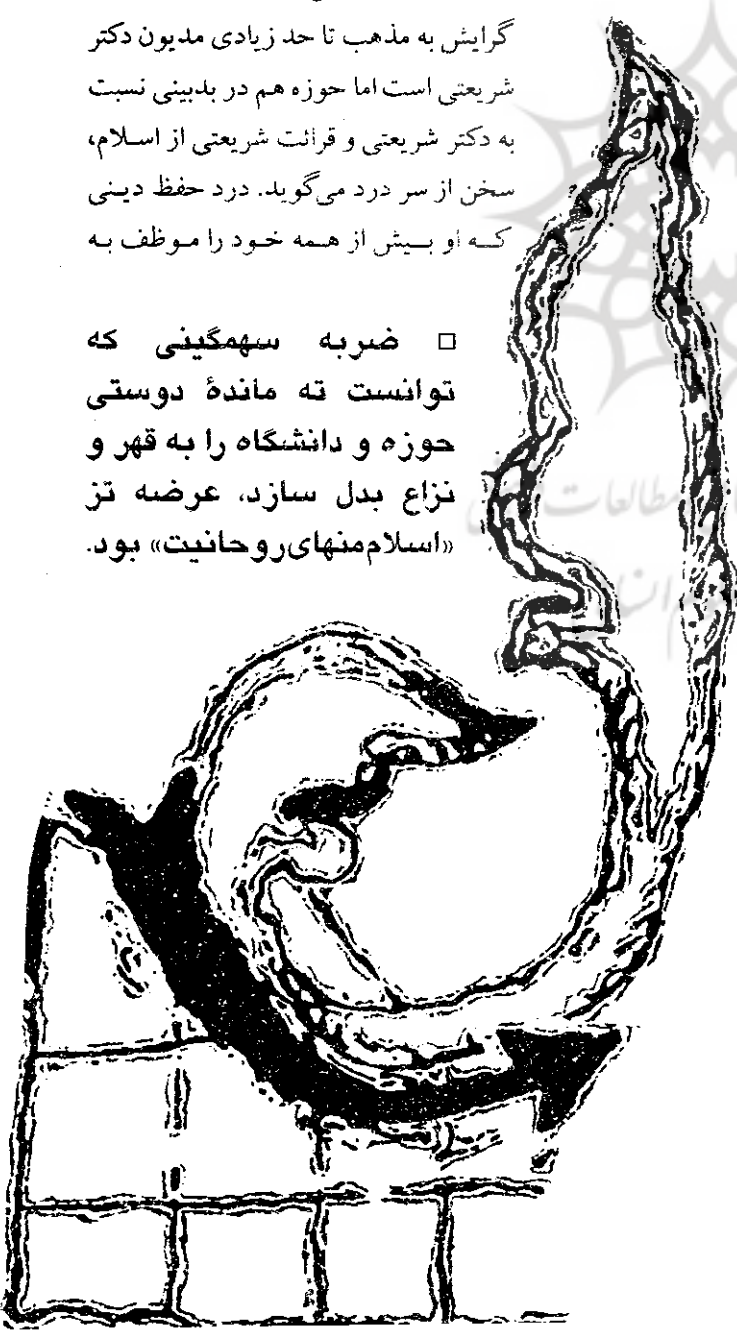 گرایش به مذهب تا حد زیادی مدیون دکتر
شریعتی است اما حوزه هم در بدبینی نسبت
به دکتر شریعتی و قرائت شریعتی از اسلام،
سخن از سر درد می‌گوید. درد حفظ دینی
که او بیش از همه خود را موظف به
□ ضربه سهمگینی که
توانست ته ماندهٔ دوستی
حوزه و دانشگاه را به قهر و
نزاع بدل سازد، عرضه تز
«اسلام‌منهای‌روحانیت» بود.
مطالعات